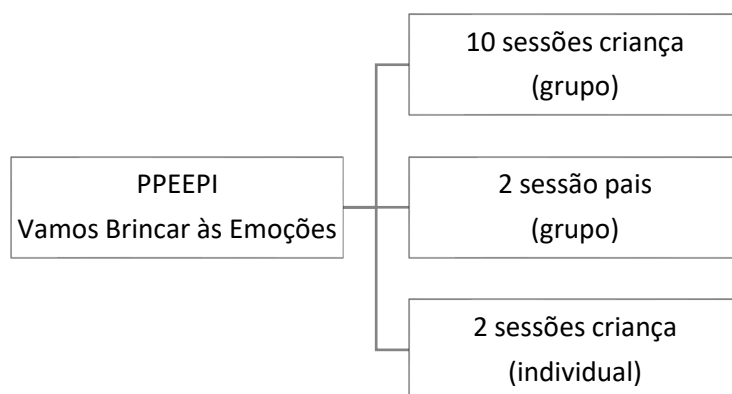 10 sessões criança
(grupo)
PPEEPI
Vamos Brincar às Emoções
2 sessão pais
(grupo)
2 sessões criança
(individual)